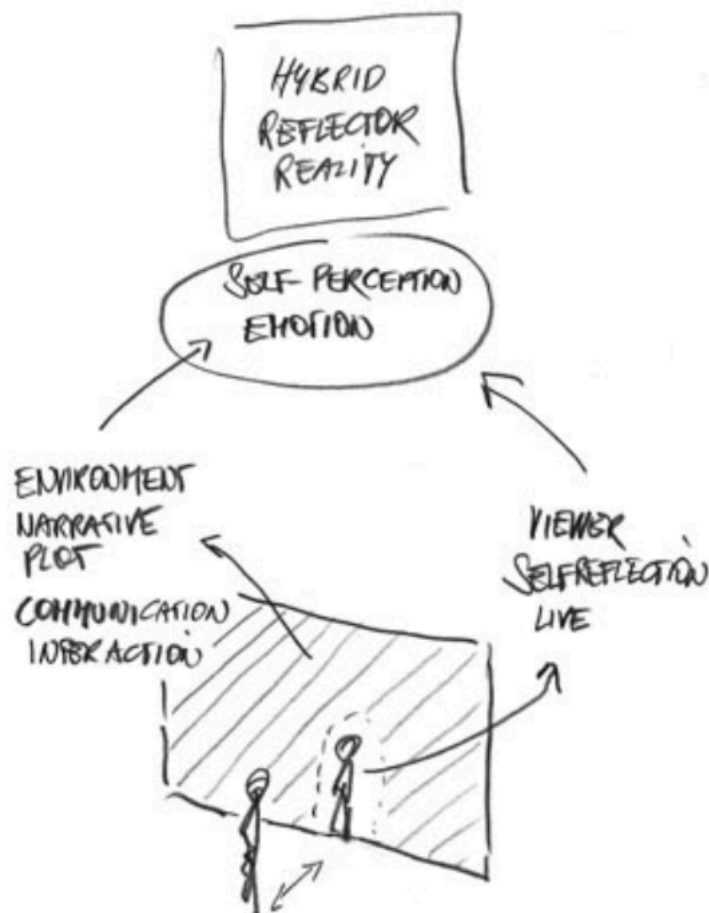 HYBRID
REFLECTOR
REALITY
SELF-PERCEPTION
EMOTION
ENVIRONMENT
NARRATIVE
PLOT
COMMUNICATION
INTERACTION
VIEWER
SELFREFLECTION
LIVE